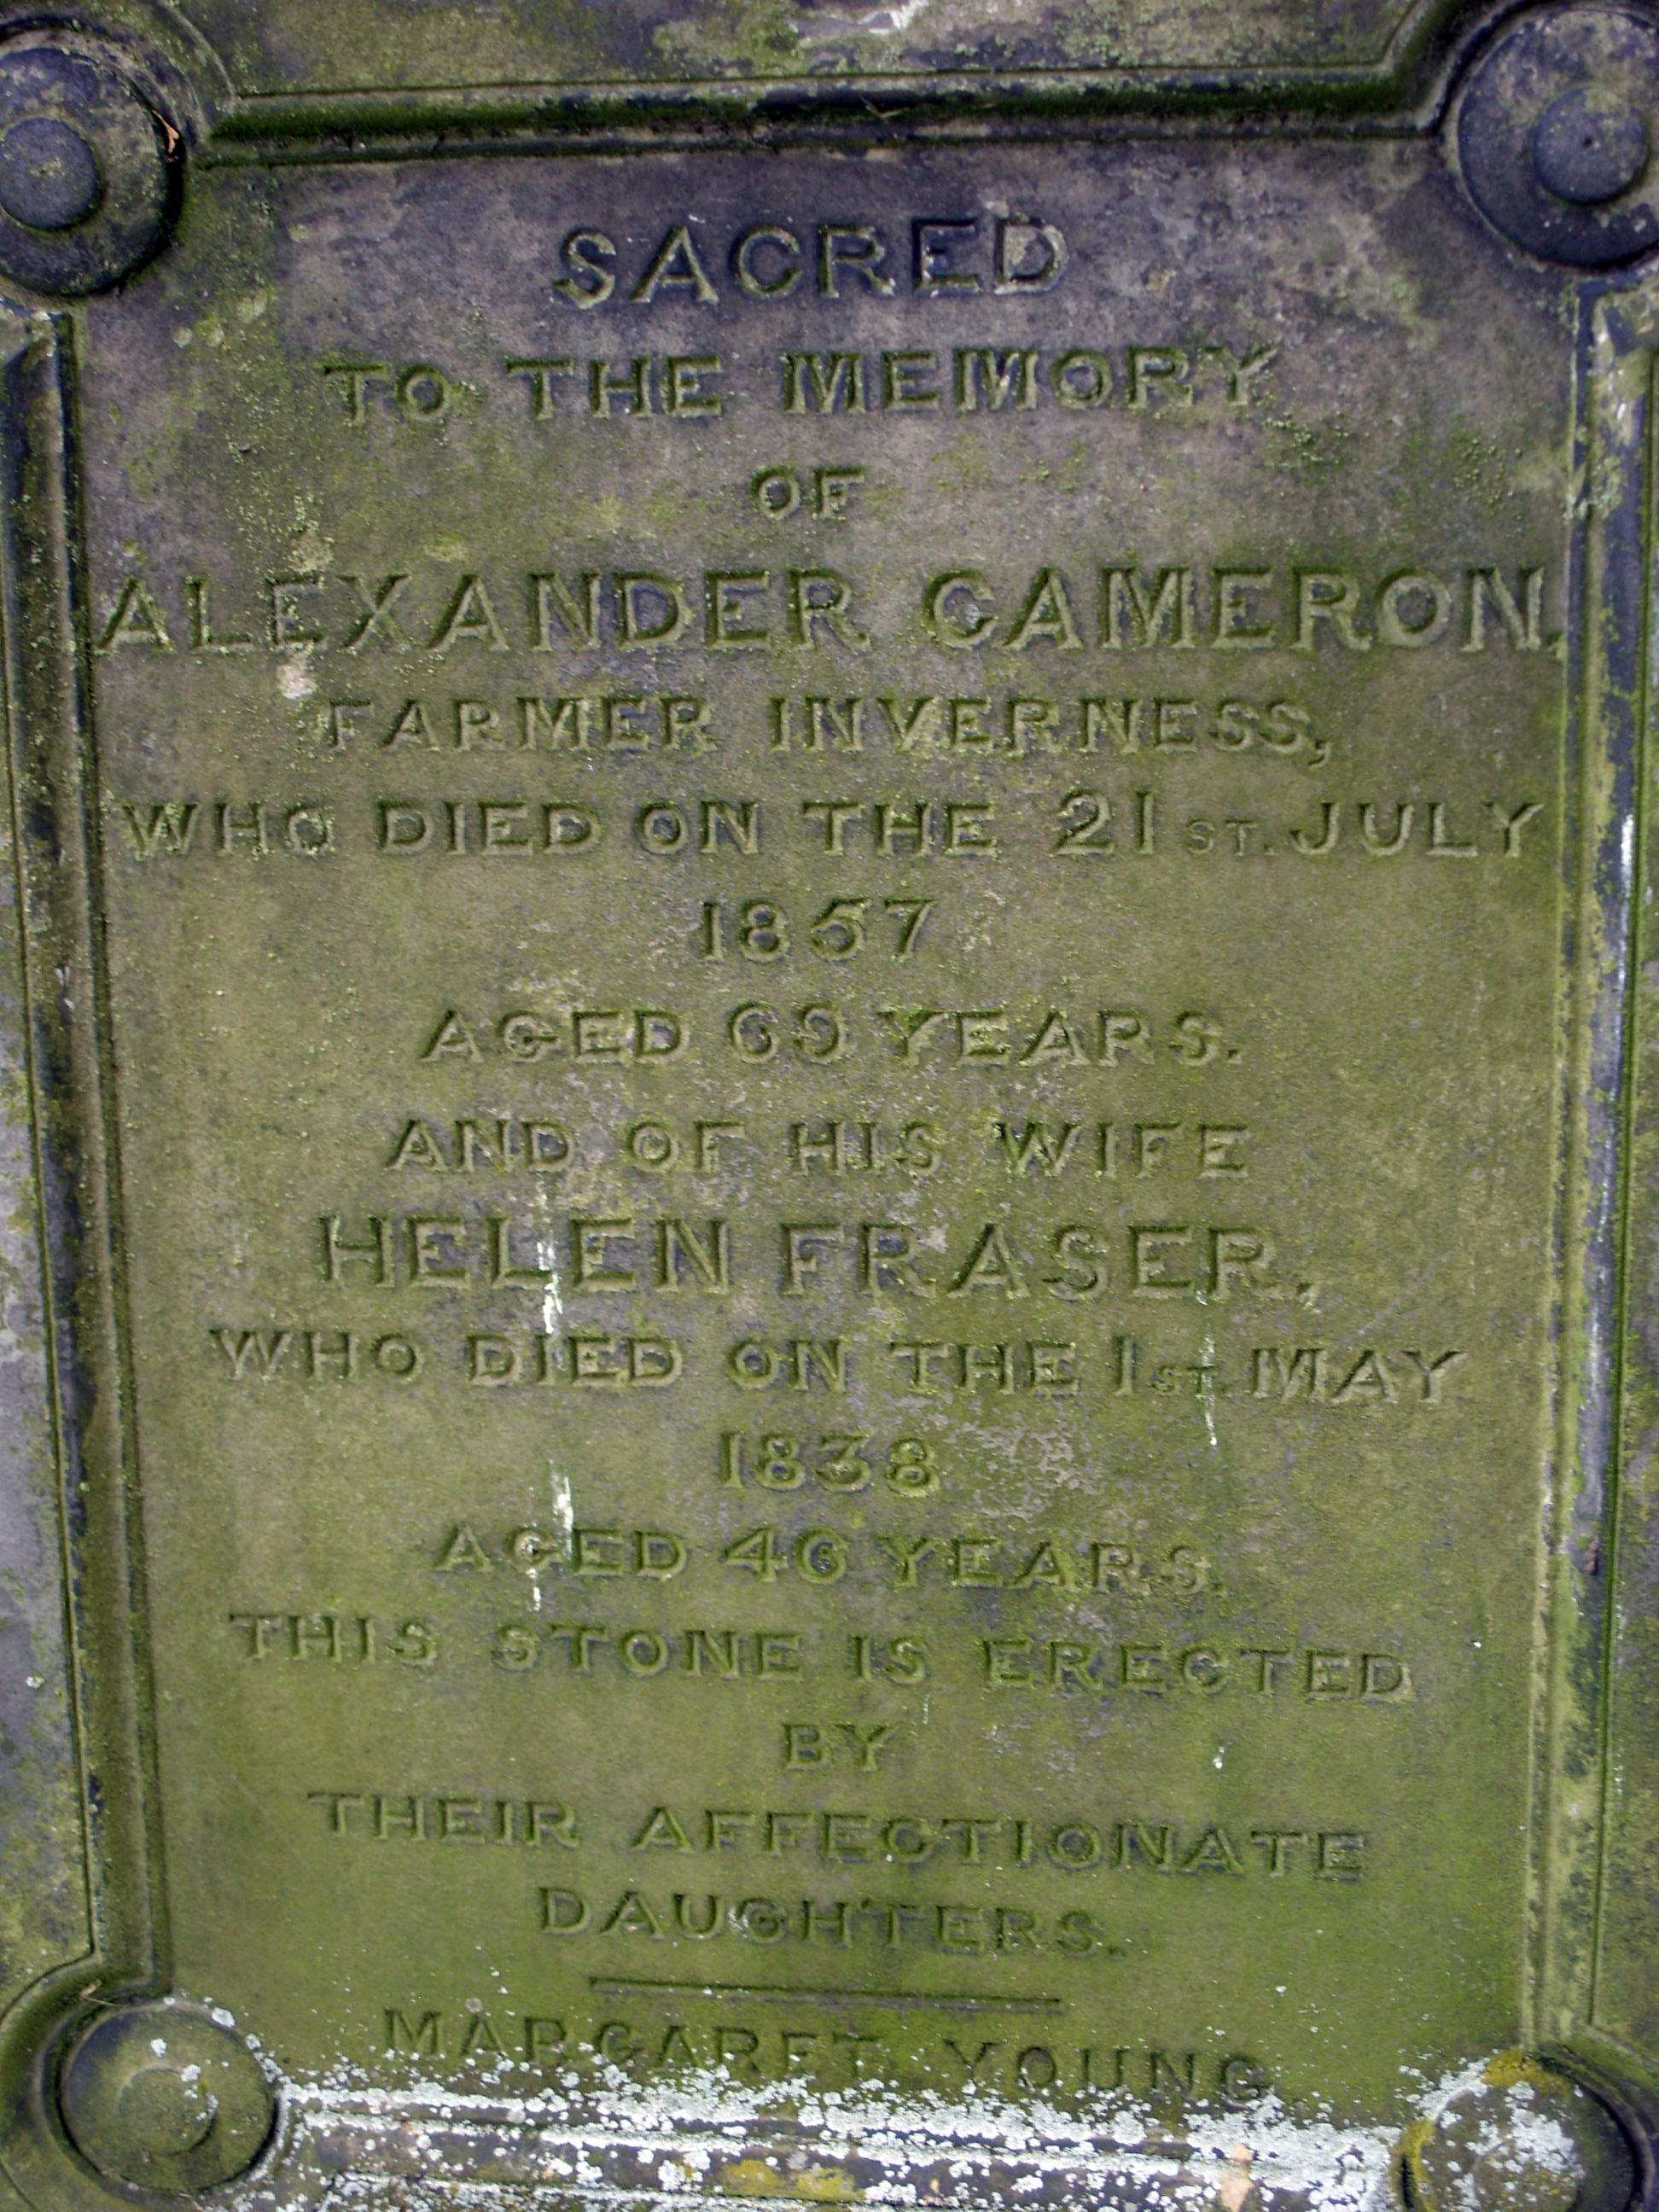 SACRED
TO THE MEMORY
OF
ALEXANDER CAMERON,
FARMER INVERNESS,
WHO DIED ON THE 21ST. JULY
1857
AGED 69 YEARS.
AND OF HIS WIFE
HELEN FRASER,
WHO DIED ON THE 1ST. MAY
1838
AGED 46 YEARS.
THIS STONE IS ERECTED
BY
THEIR AFFECTIONATE
DAUGHTERS.
MARGARET YOUNG